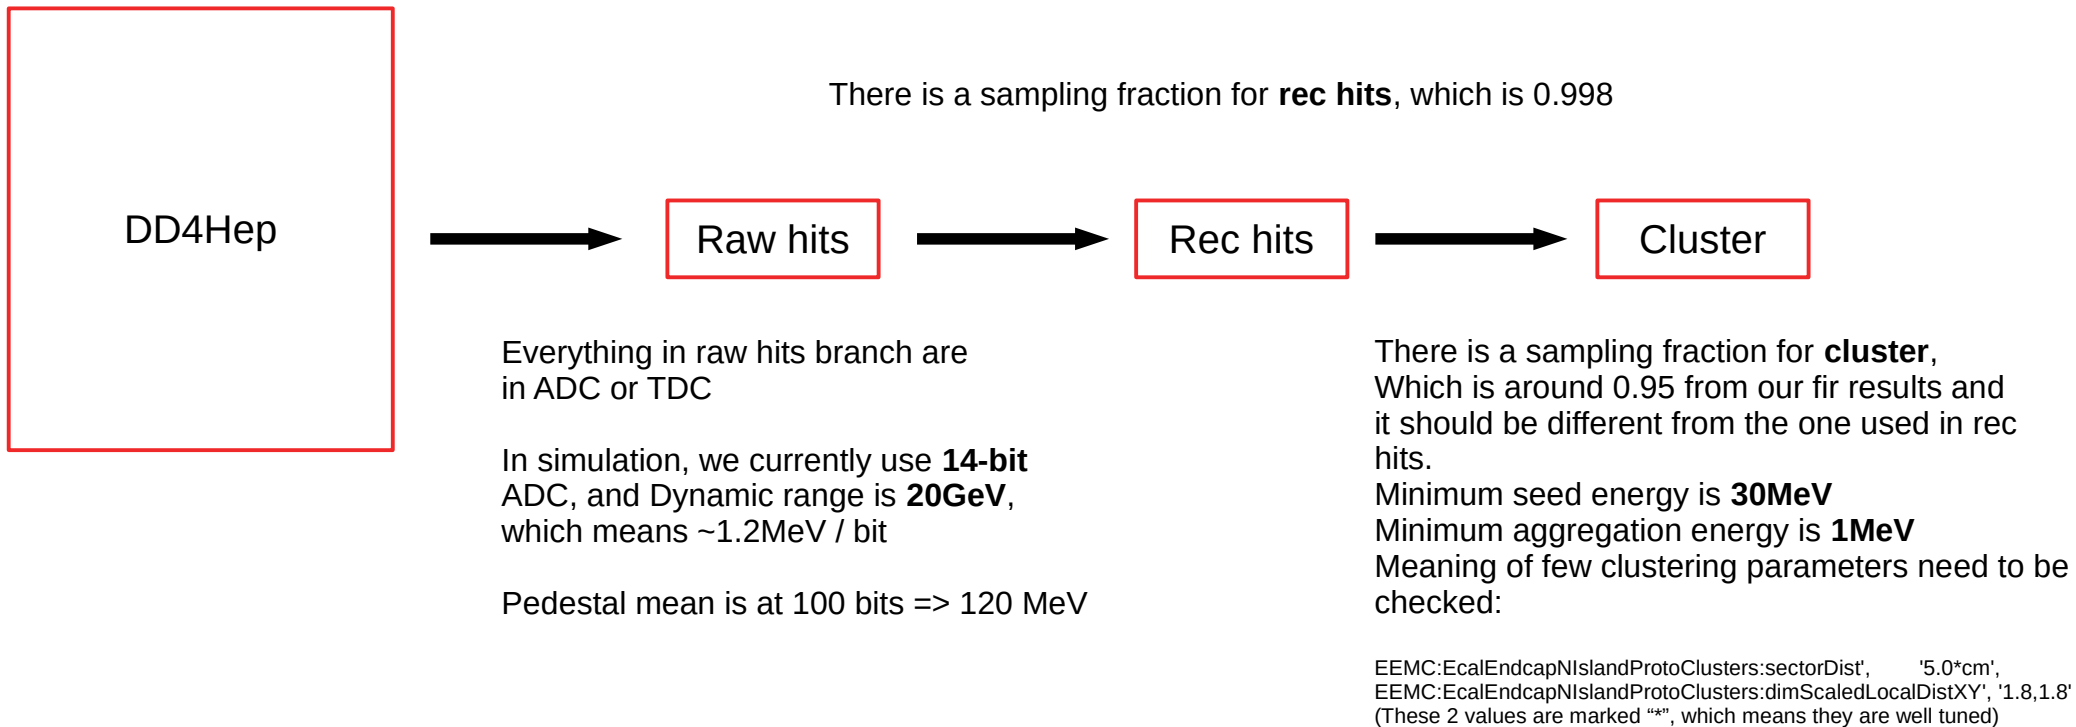 There is a sampling fraction for rec hits, which is 0.998
DD4Hep
Raw hits
Rec hits
Cluster
Everything in raw hits branch are
in ADC or TDC
In simulation, we currently use 14-bit
ADC, and Dynamic range is 20GeV,
which means ~1.2MeV / bit
Pedestal mean is at 100 bits => 120 MeV
There is a sampling fraction for cluster,
Which is around 0.95 from our fir results and
it should be different from the one used in rec
hits.
Minimum seed energy is 30MeV
Minimum aggregation energy is 1MeV
Meaning of few clustering parameters need to be
checked:
EEMC:EcalEndcapNIslandProtoClusters:sectorDist', '5.0*cm',
EEMC:EcalEndcapNIslandProtoClusters:dimScaledLocalDistXY', '1.8,1.8'
(These 2 values are marked “*”, which means they are well tuned)